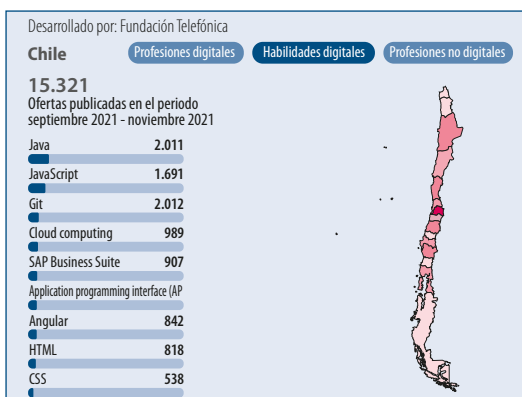 Desarrollado por: Fundación Telefónica
Chile
Profesiones digitales
Habilidades digitales
Profesiones no digitales
15.321
Ofertas publicadas en el periodo
septiembre 2021 - noviembre 2021
Java 2.011
JavaScript 1.691
Git 2.012
Cloud computing 989
SAP Business Suite 907
Application programming interface (AP
Angular 842
HTML 818
CSS 538